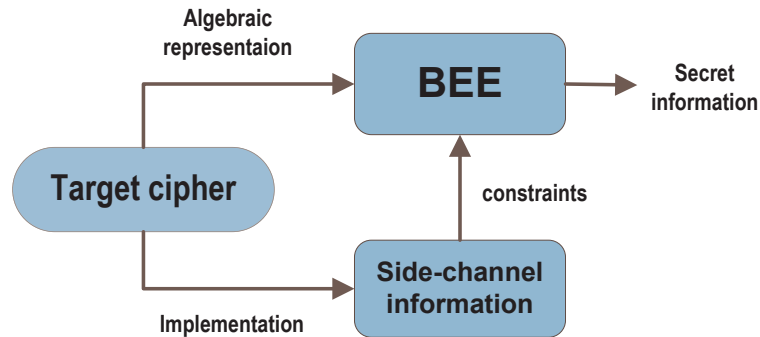 Algebraic
representaion
BEE
Secret
information
Target cipher
constraints
Side-channel
information
Implementation